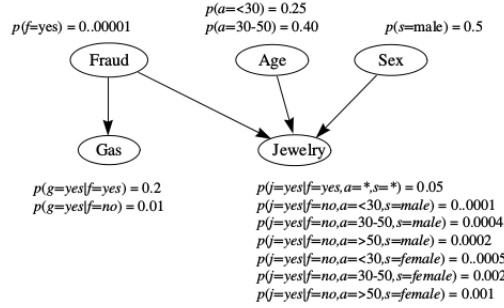 p(a=<30) = 0.25
p(f=yes) = 0..00001
p(a=30-50) = 0.40
p(s=male) = 0.5
Fraud
Age
Sex
Gas
Jewelry
p(g=yes|f=yes) = 0.2
p(g=yes|f=no) = 0.01
p(j=yes|f=yes,a=*,s=*) = 0.05
p(j=yes|f=no,a=<30,s=male) = 0..0001
p(j=yes|f=no,a=30-50,s=male) = 0.0004
p(j=yes|f=no,a=>50,s=male) = 0.0002
p(j=yes|f=no,a=<30,s=female) = 0..0005
p(j=yes|f=no,a=30-50,s=female) = 0.002
p(j=yes|f=no,a=>50,s=female) = 0.001